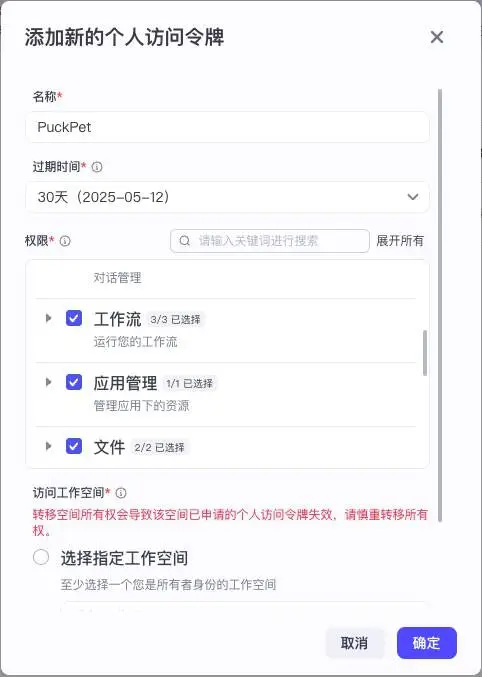 添加新的个人访问令牌
名称*
PuckPet
过期时间*
30天（2025-05-12）
权限* 请输入关键词进行搜索 展开所有
对话管理
工作流 3/3 已选择
运行您的工作流
应用管理 1/1 已选择
管理应用下的资源
文件 2/2 已选择
访问工作空间*
转移空间所有权会导致该空间已申请的个人访问令牌失效，请慎重转移所有
权。
选择指定工作空间
至少选择一个您是所有者身份的工作空间
取消 确定